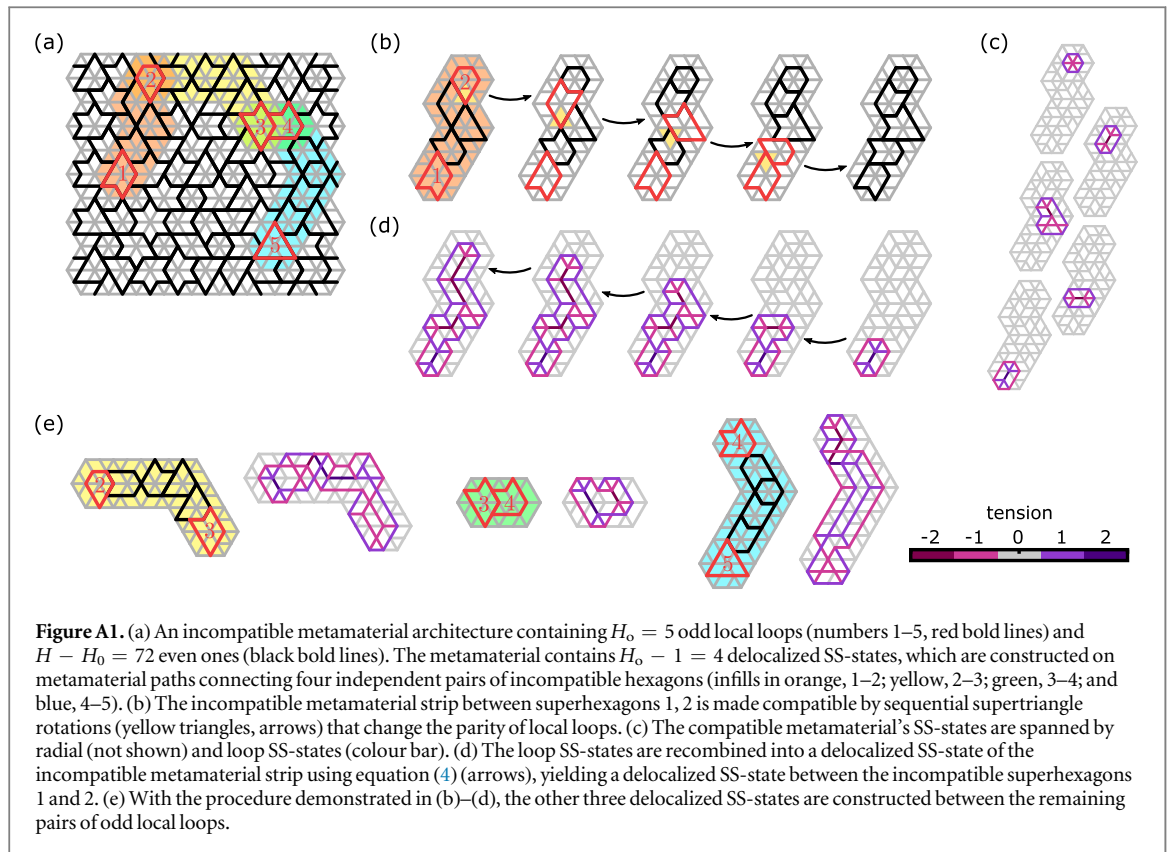 (a)
(b)
(c)
2
3
4
1
5
2
1
(d)
(e)
2
3
3
4
4
5
tension
-2 -1 0 1 2
Figure A1. (a) An incompatible metamaterial architecture containing Hₒ = 5 odd local loops (numbers 1–5, red bold lines) and
H − H₀ = 72 even ones (black bold lines). The metamaterial contains Hₒ − 1 = 4 delocalized SS-states, which are constructed on
metamaterial paths connecting four independent pairs of incompatible hexagons (infills in orange, 1–2; yellow, 2–3; green, 3–4; and
blue, 4–5). (b) The incompatible metamaterial strip between superhexagons 1, 2 is made compatible by sequential supertriangle
rotations (yellow triangles, arrows) that change the parity of local loops. (c) The compatible metamaterial's SS-states are spanned by
radial (not shown) and loop SS-states (colour bar). (d) The loop SS-states are recombined into a delocalized SS-state of the
incompatible metamaterial strip using equation (4) (arrows), yielding a delocalized SS-state between the incompatible superhexagons
1 and 2. (e) With the procedure demonstrated in (b)–(d), the other three delocalized SS-states are constructed between the remaining
pairs of odd local loops.